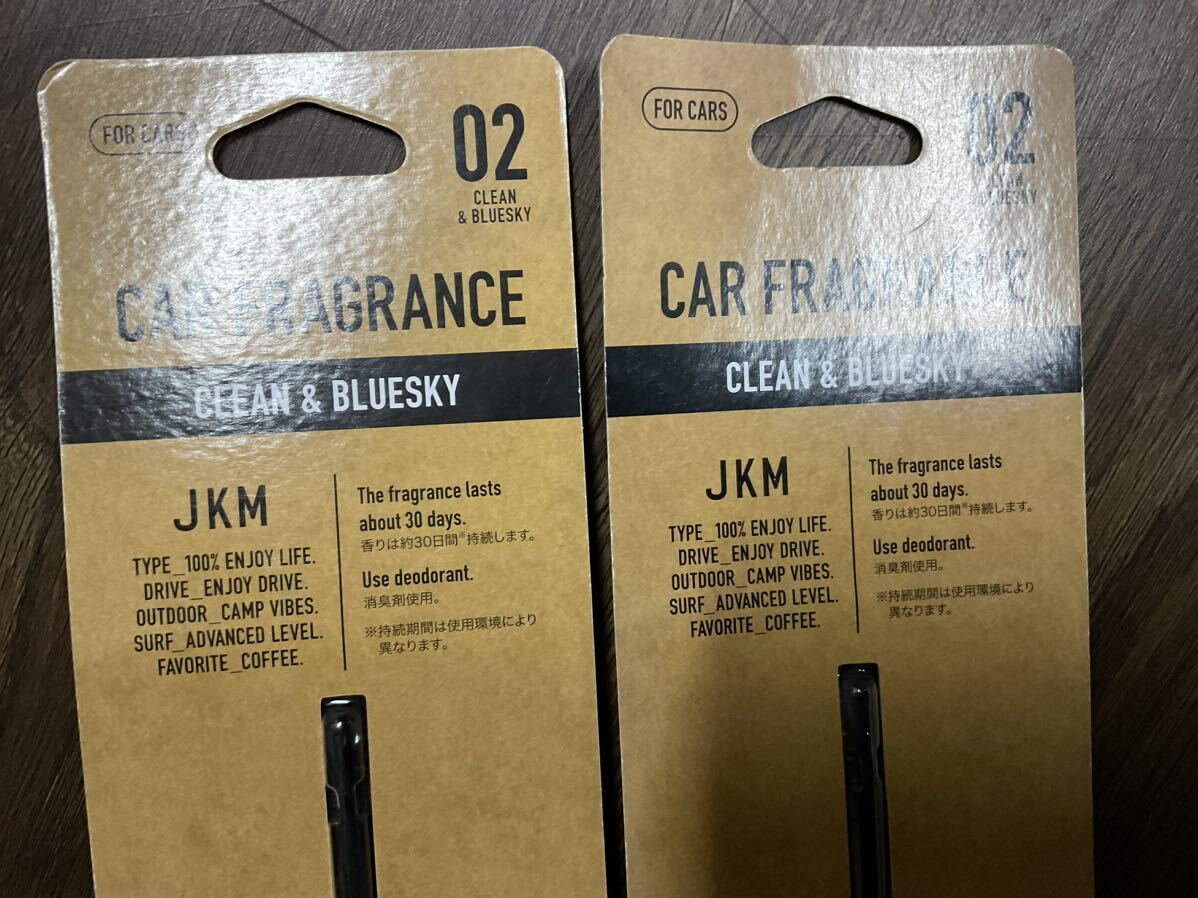 FOR CARS
02
CLEAN
& BLUESKY
CAR FRAGRANCE
CLEAN & BLUESKY
JKM
TYPE_100% ENJOY LIFE.
DRIVE_ENJOY DRIVE.
OUTDOOR_CAMP VIBES.
SURF_ADVANCED LEVEL.
FAVORITE_COFFEE.
The fragrance lasts
about 30 days.
香りは約30日間※持続します。
Use deodorant.
消臭剤使用。
※持続期間は使用環境により
異なります。
FOR CARS
02
CLEAN
& BLUESKY
CAR FRAGRANCE
CLEAN & BLUESKY
JKM
TYPE_100% ENJOY LIFE.
DRIVE_ENJOY DRIVE.
OUTDOOR_CAMP VIBES.
SURF_ADVANCED LEVEL.
FAVORITE_COFFEE.
The fragrance lasts
about 30 days.
香りは約30日間※持続します。
Use deodorant.
消臭剤使用。
※持続期間は使用環境により
異なります。